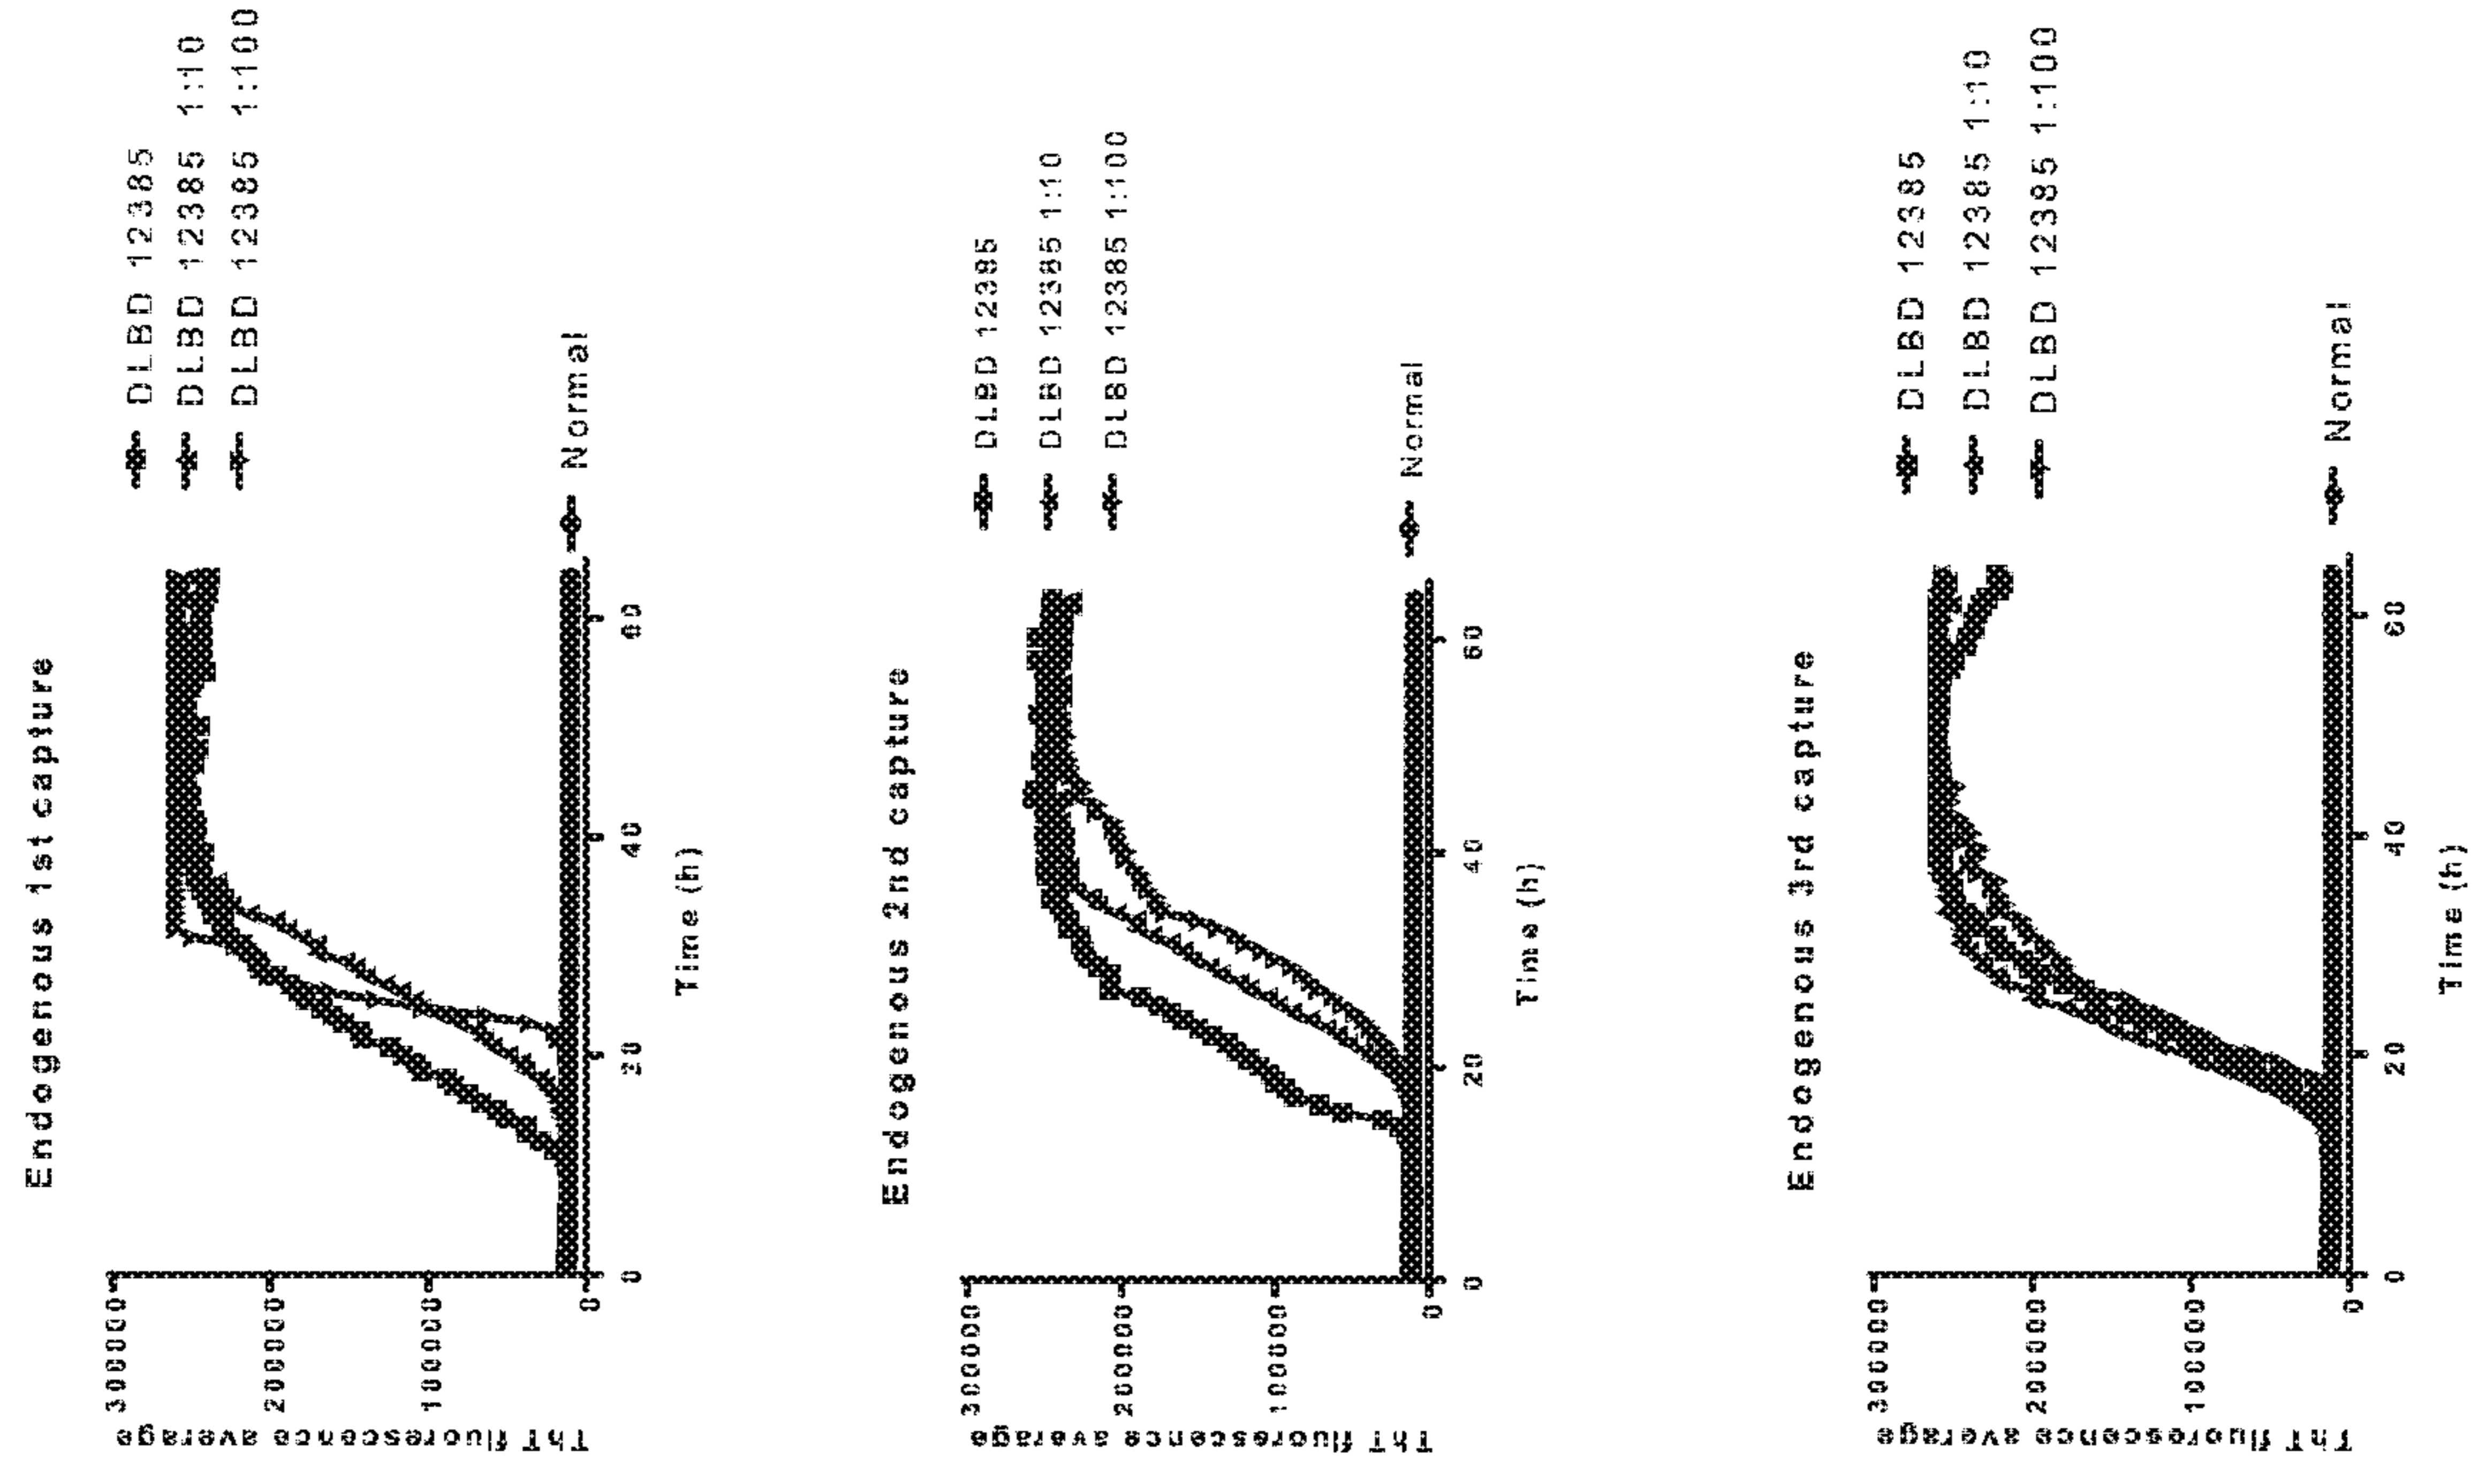 Endogenous 1st capture
ThT fluorescence average
300000
200000
100000
0
0
20
40
60
Time (h)
DLBD 12385
DLBD 12385 1:10
DLBD 12385 1:100
Normal
Endogenous 2nd capture
ThT fluorescence average
300000
200000
100000
0
0
20
40
60
Time (h)
DLBD 12385
DLBD 12385 1:10
DLBD 12385 1:100
Normal
Endogenous 3rd capture
ThT fluorescence average
300000
200000
100000
0
0
20
40
60
Time (h)
DLBD 12385
DLBD 12385 1:10
DLBD 12385 1:100
Normal